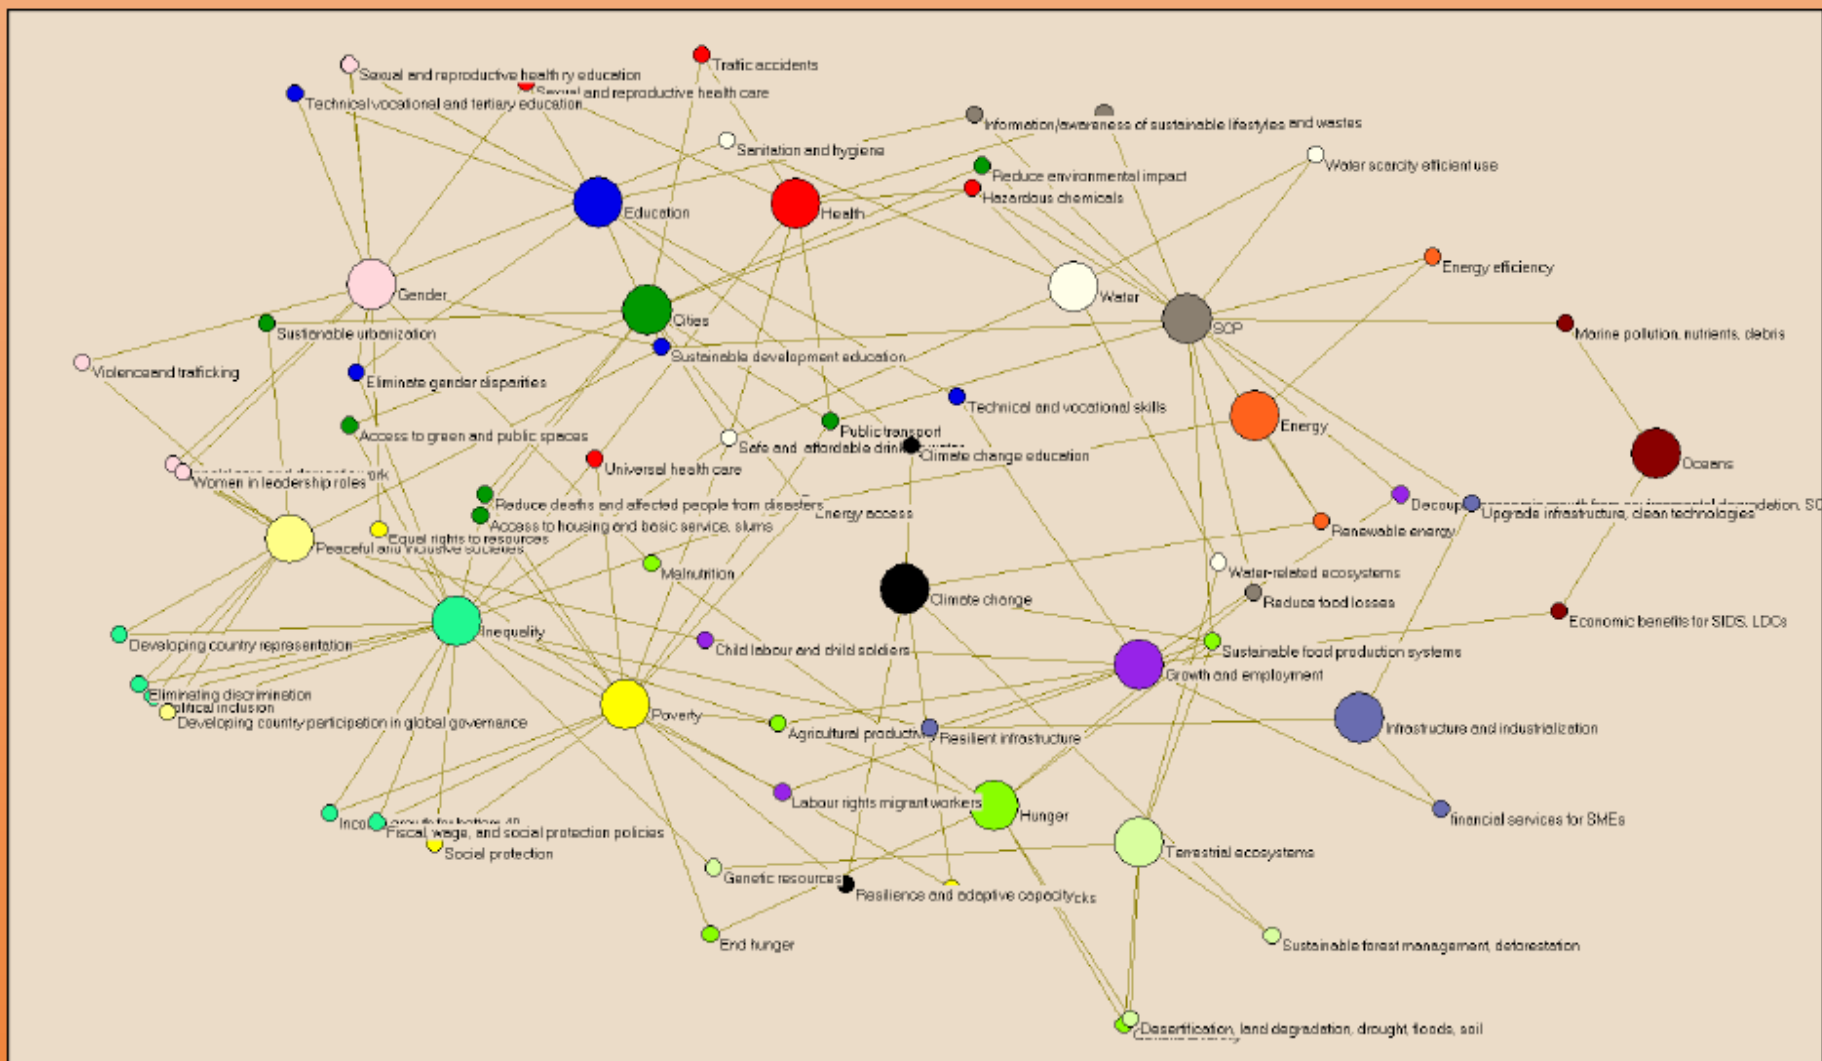 Traffic accidents
Sexual and reproductive health ry education
Sexual and reproductive health care
Technical vocational and tertiary education
Information/awareness of sustainable lifestyles and wastes
Sanitation and hygiene
Water scarcity efficient use
Reduce environmental impact
Hazardous chemicals
Education
Health
Energy efficiency
Gender
Water
Cities
SCP
Sustianable urbanization
Marine pollution, nutrients, debris
Sustainable development education
Violence and trafficking
Eliminate gender disparities
Technical and vocational skills
Energy
Public transport
Access to green and public spaces
Safe and affordable
Climate change education
Oceans
Universal health care
Women in leadership roles
Reduce deaths and affected people from disasters
Energy access
Upgrade infrastructure, clean technologies
Access to housing and basic service, slums
Renewable energy
Equal rights to resources
Peaceful and inclusive societies
Malnutrition
Water-related ecosystems
Climate change
Reduce food losses
Economic benefits for SIDS, LDCs
Inequality
Developing country representation
Child labour and child soldiers
Sustainable food production systems
Growth and employment
Eliminating discrimination
inclusion
Poverty
Developing country participation in global governance
Agricultural
Resilient infrastructure
Infrastructure and industrialization
Labour rights migrant workers
Hunger
financial services for SMEs
Fiscal, wage, and social protection policies
Social protection
Terrestrial ecosystems
Genetic resources
Resilience and adaptive capacity cks
End hunger
Sustainable forest management, deforestation
Desertification, land degradation, drought, floods, soil